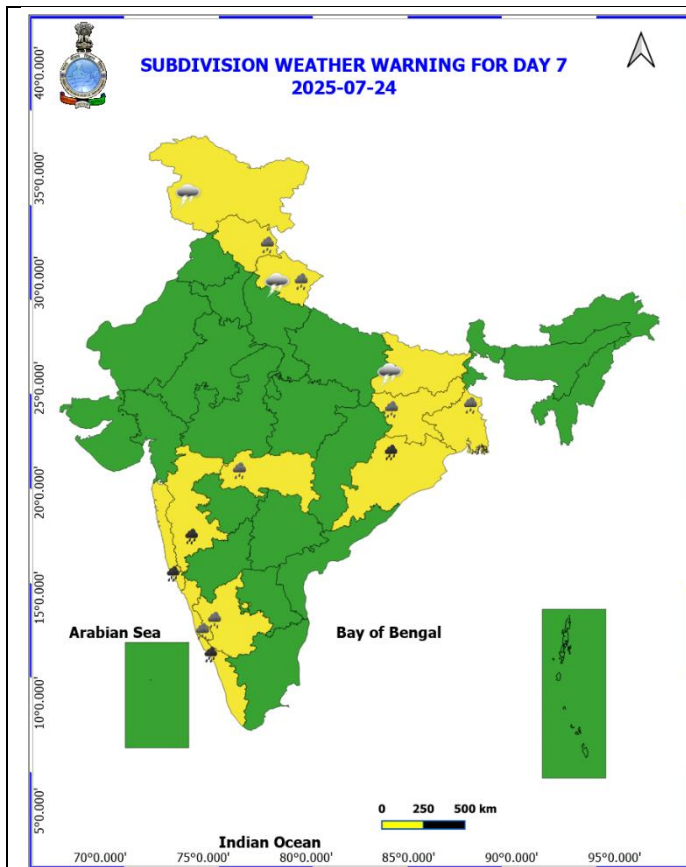 SUBDIVISION WEATHER WARNING FOR DAY 7
2025-07-24
40°0.000'
35°0.000'
30°0.000'
25°0.000'
20°0.000'
15°0.000'
10°0.000'
5°0.000'
Arabian Sea
Bay of Bengal
0 250 500 km
Indian Ocean
70°0.000' 75°0.000' 80°0.000' 85°0.000' 90°0.000' 95°0.000'